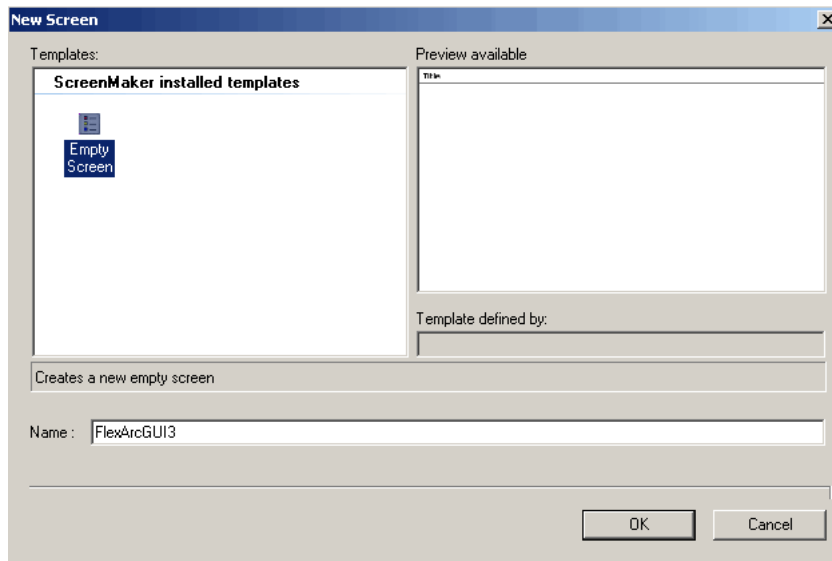 New Screen
Templates:
Preview available
ScreenMaker installed templates
Title
Empty
Screen
Template defined by:
Creates a new empty screen
Name :
FlexArcGUI3
OK
Cancel